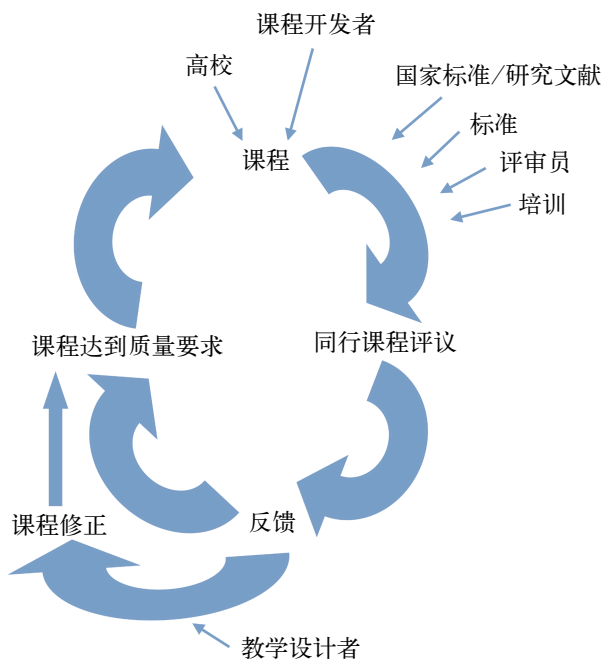 课程开发者
高校
国家标准/研究文献
标准
课程
评审员
培训
课程达到质量要求
同行课程评议
课程修正
反馈
教学设计者